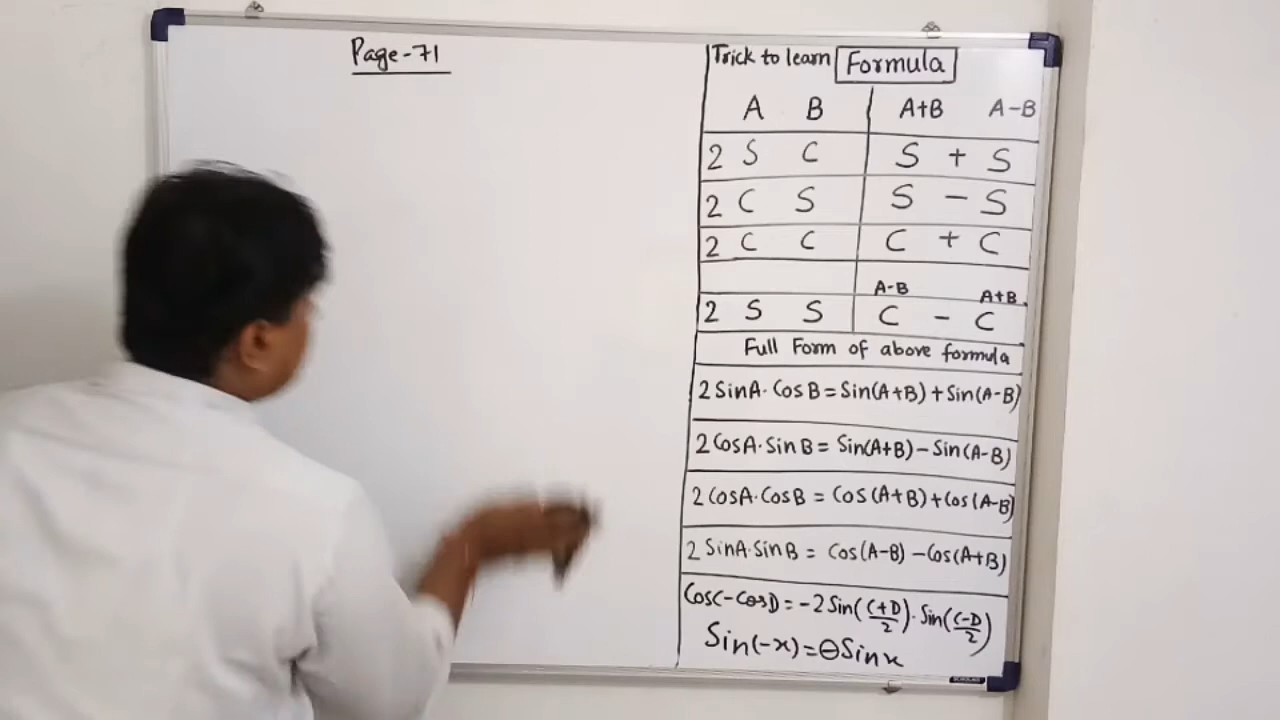 Page-71
Trick to learn Formula
A B A+B A-B
2 S C S + S
2 C S S - S
2 C C C + C
A-B A+B
2 S S C - C
Full Form of above formula
2 SinA·CosB = Sin(A+B) + Sin(A-B)
2 CosA·SinB = Sin(A+B) - Sin(A-B)
2 CosA·CosB = Cos(A+B) + Cos(A-B)
2 SinA·SinB = Cos(A-B) - Cos(A+B)
CosC - CosD = -2 Sin((C+D)/2)·Sin((C-D)/2)
Sin(-x) = ⊖Sinx